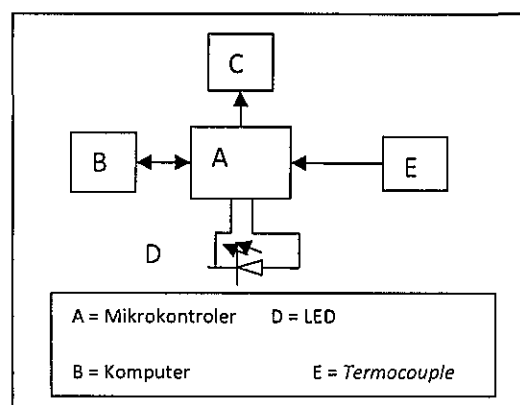 C
B
A
E
D
A = Mikrokontroler D = LED
B = Komputer E = Termocouple